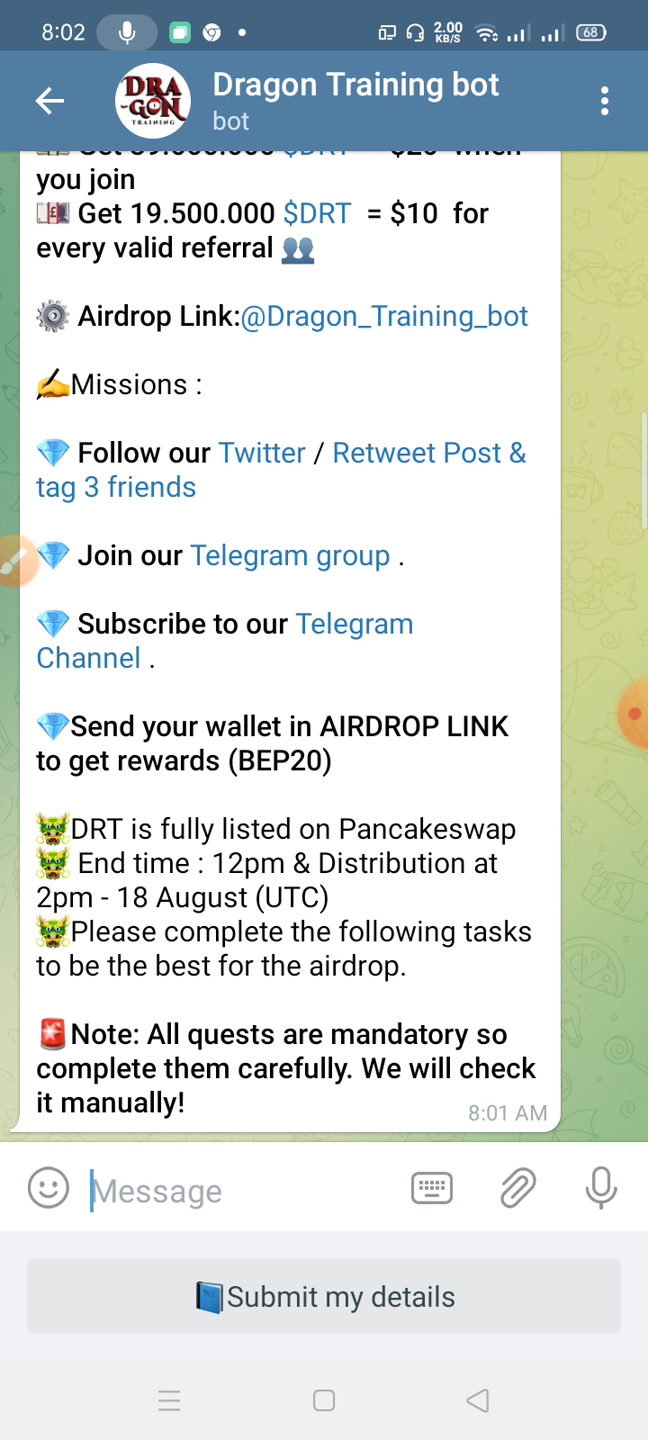 8:02
2.00
KB/S
68
DRA
-GON
TRAINING
Dragon Training bot
bot
you join
Get 19.500.000 $DRT = $10 for
every valid referral
Airdrop Link:@Dragon_Training_bot
Missions :
Follow our Twitter / Retweet Post &
tag 3 friends
Join our Telegram group .
Subscribe to our Telegram
Channel .
Send your wallet in AIRDROP LINK
to get rewards (BEP20)
DRT is fully listed on Pancakeswap
End time : 12pm & Distribution at
2pm - 18 August (UTC)
Please complete the following tasks
to be the best for the airdrop.
Note: All quests are mandatory so
complete them carefully. We will check
it manually!
8:01 AM
Message
Submit my details